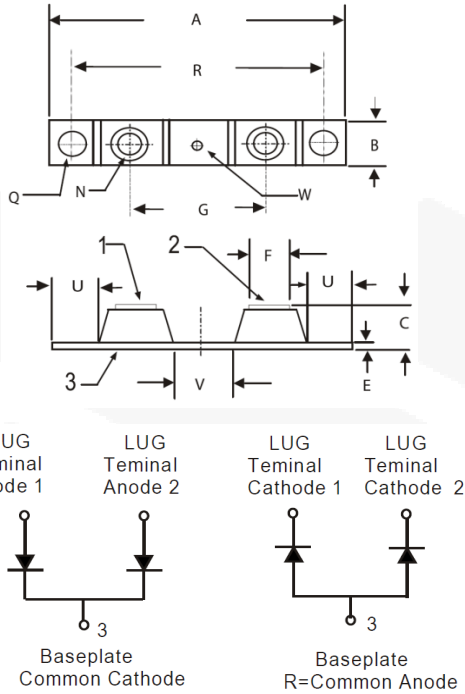 A
R
B
Q
N
G
W
1
2
F
U
U
C
3
V
E
LUG
LUG
LUG
Teminal
Teminal
Teminal
Anode 2
Cathode 1
Cathode 2
3
3
Baseplate
Common Cathode
Baseplate
R=Common Anode